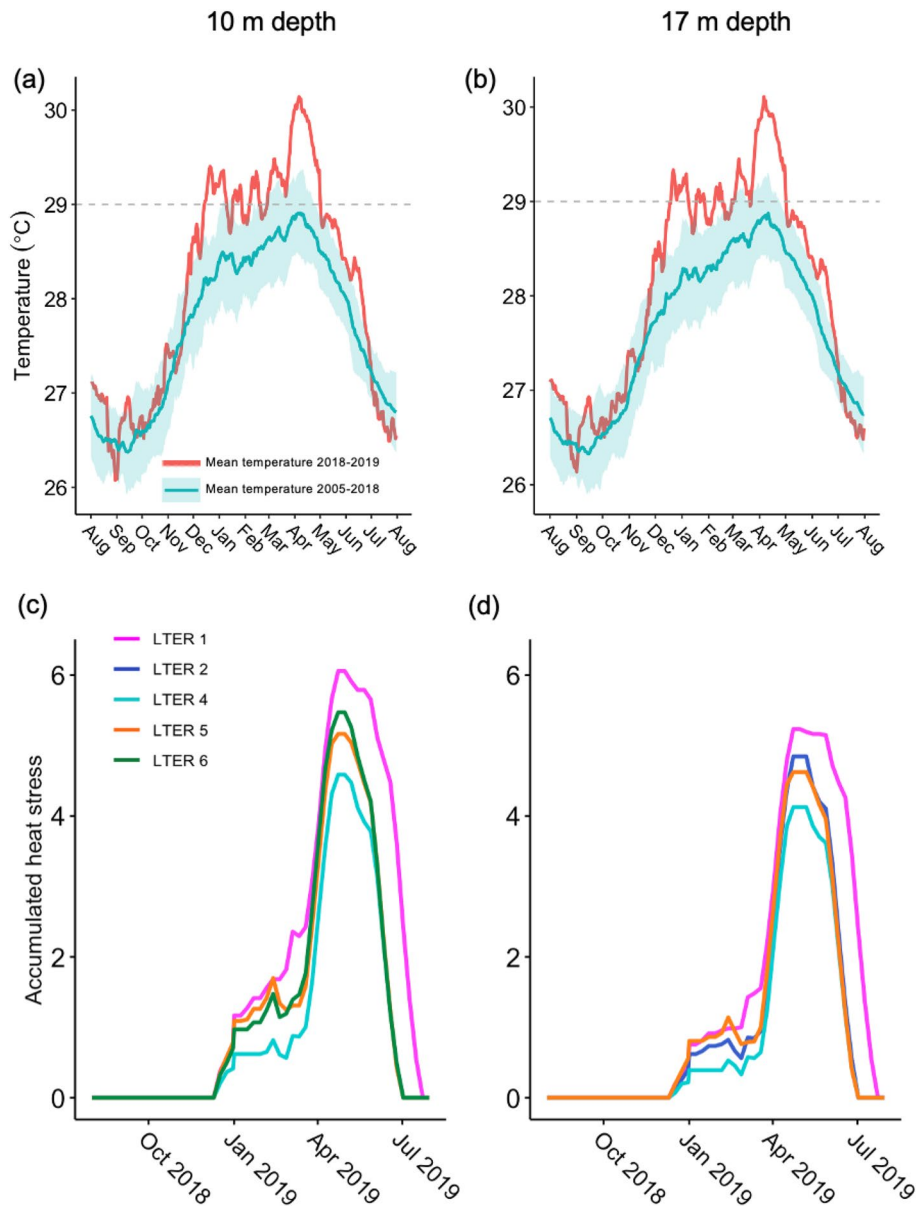 10 m depth
17 m depth
(a)
(b)
Temperature (°C)
30
29
28
27
26
Mean temperature 2018-2019
Mean temperature 2005-2018
Aug
Sep
Oct
Nov
Dec
Jan
Feb
Mar
Apr
May
Jun
Jul
Aug
30
29
28
27
26
Aug
Sep
Oct
Nov
Dec
Jan
Feb
Mar
Apr
May
Jun
Jul
Aug
(c)
(d)
Accumulated heat stress
6
4
2
0
LTER 1
LTER 2
LTER 4
LTER 5
LTER 6
Oct 2018
Jan 2019
Apr 2019
Jul 2019
6
4
2
0
Oct 2018
Jan 2019
Apr 2019
Jul 2019